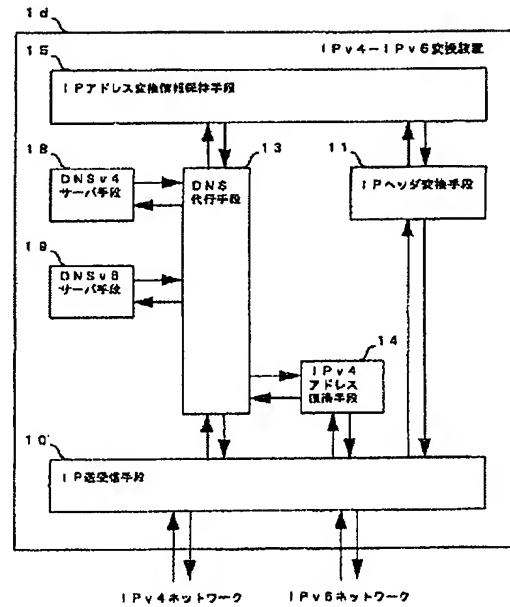 １ｄ
ＩＰｖ４－ＩＰｖ６変換装置
１５
ＩＰアドレス変換情報保持手段
１８
ＤＮＳｖ４
サーバ手段
１３
ＤＮＳ
代行手段
１１
ＩＰヘッダ変換手段
１９
ＤＮＳｖ６
サーバ手段
１４
ＩＰｖ４
アドレス
獲得手段
１０
ＩＰ送受信手段
ＩＰｖ４ネットワーク
ＩＰｖ６ネットワーク